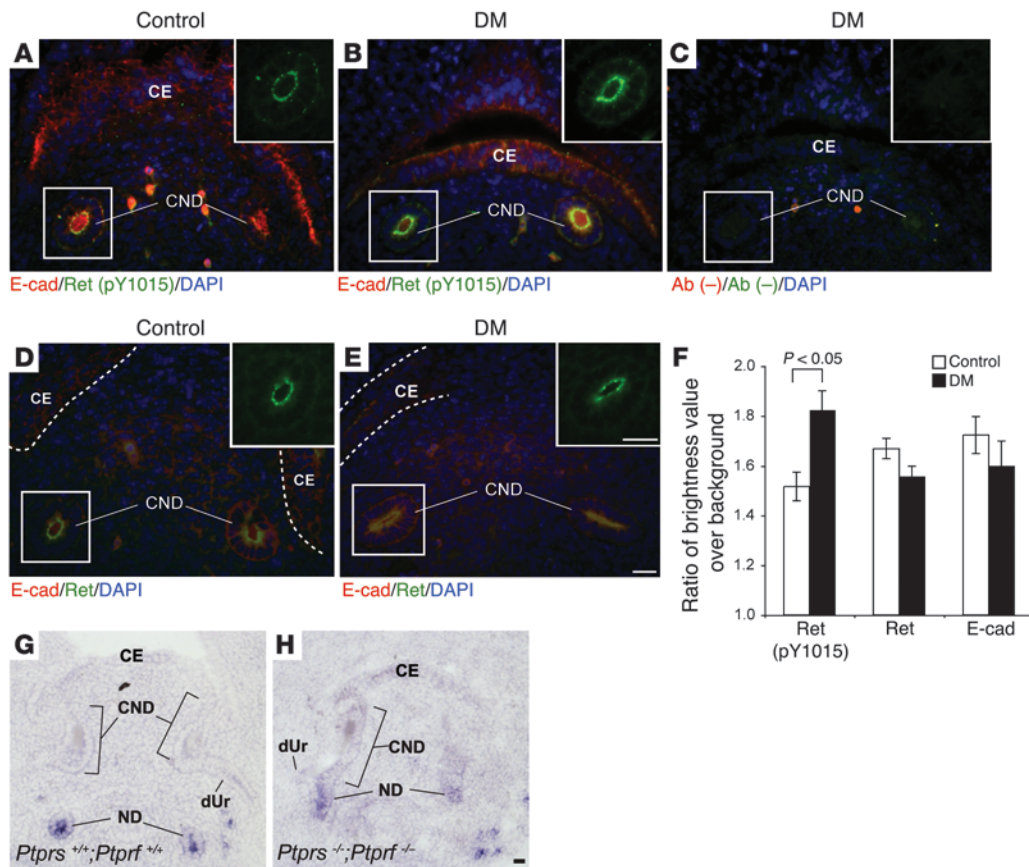 Control DM DM
A B C
CE CE CE
CND CND CND
E-cad/Ret (pY1015)/DAPI E-cad/Ret (pY1015)/DAPI Ab (–)/Ab (–)/DAPI
Control DM
D E F
CE CE
CE
CND CND
E-cad/Ret/DAPI E-cad/Ret/DAPI
P < 0.05
Control
DM
Ratio of brightness value
over background
2.0
1.8
1.6
1.4
1.2
1.0
Ret
(pY1015)
Ret
E-cad
G H
CE CE
CND CND
dUr dUr
ND ND
Ptprs +/+;Ptprf +/+ Ptprs -/-;Ptprf -/-